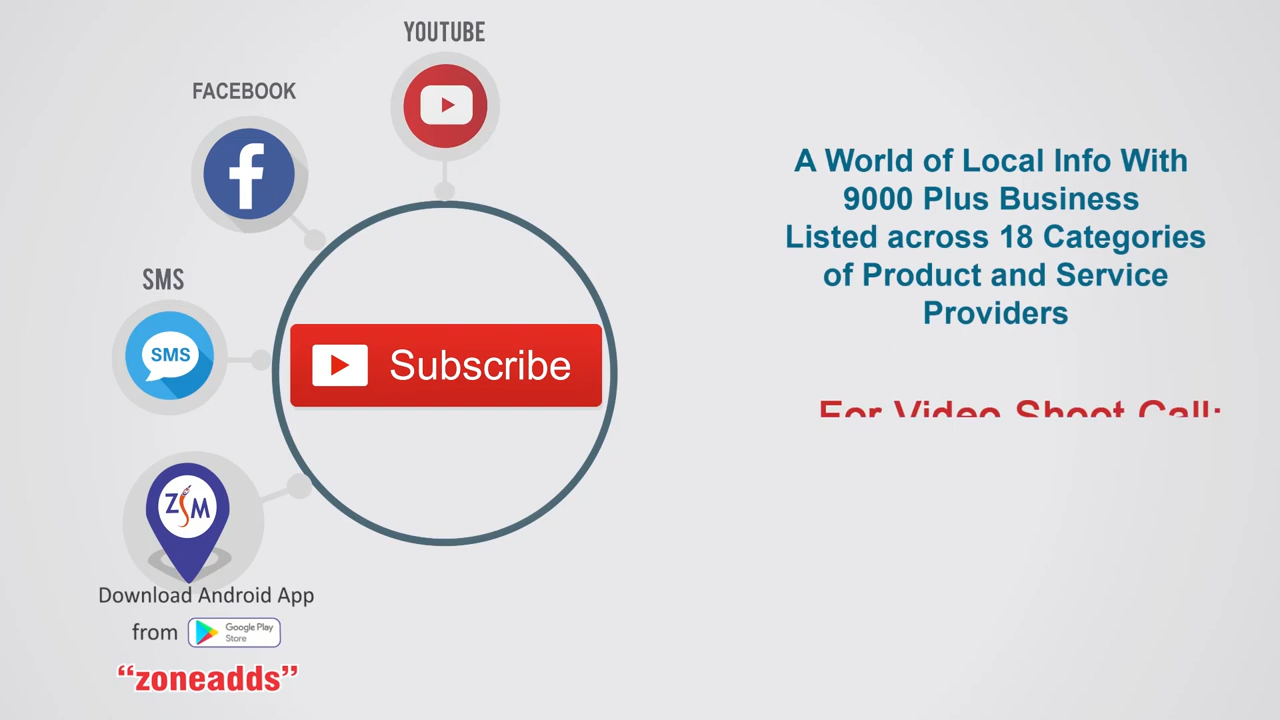 YOUTUBE
FACEBOOK
SMS
SMS
Subscribe
ZSM
Download Android App
from Google Play
Store
“zoneadds”
A World of Local Info With
9000 Plus Business
Listed across 18 Categories
of Product and Service
Providers
For Video Shoot Call: